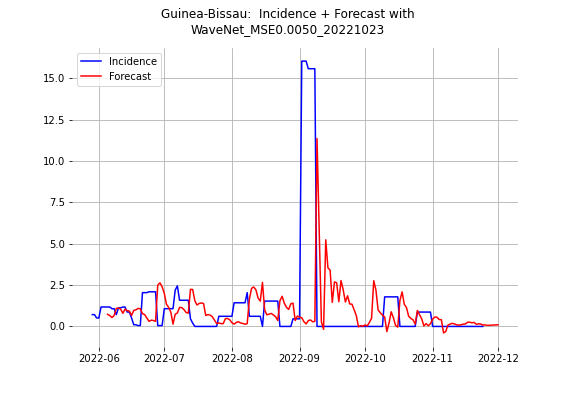 Guinea-Bissau:  Incidence + Forecast with
WaveNet_MSE0.0050_20221023
Incidence
Forecast
15.0
12.5
10.0
7.5
5.0
2.5
0.0
2022-06 2022-07 2022-08 2022-09 2022-10 2022-11 2022-12